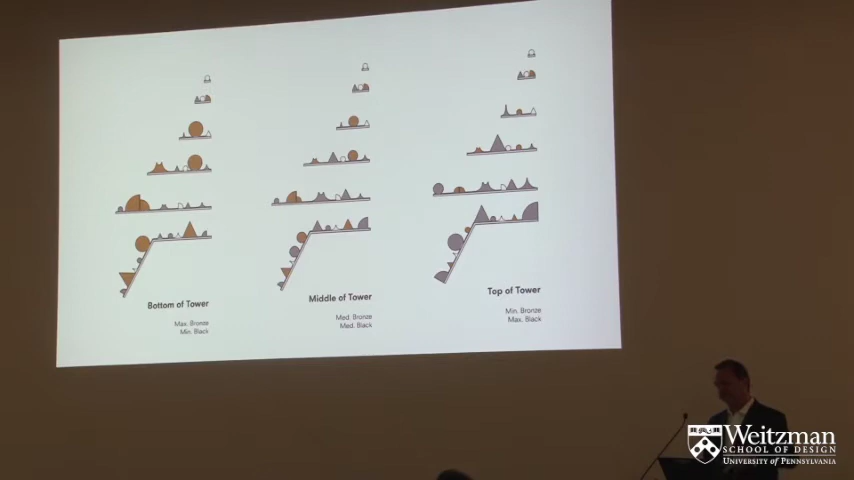 Bottom of Tower
Max. Bronze
Min. Black
Middle of Tower
Med. Bronze
Med. Black
Top of Tower
Min. Bronze
Max. Black
Weitzman
SCHOOL OF DESIGN
UNIVERSITY OF PENNSYLVANIA